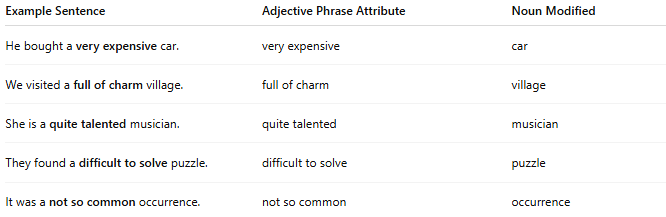 Example Sentence Adjective Phrase Attribute Noun Modified
He bought a very expensive car. very expensive car
We visited a full of charm village. full of charm village
She is a quite talented musician. quite talented musician
They found a difficult to solve puzzle. difficult to solve puzzle
It was a not so common occurrence. not so common occurrence